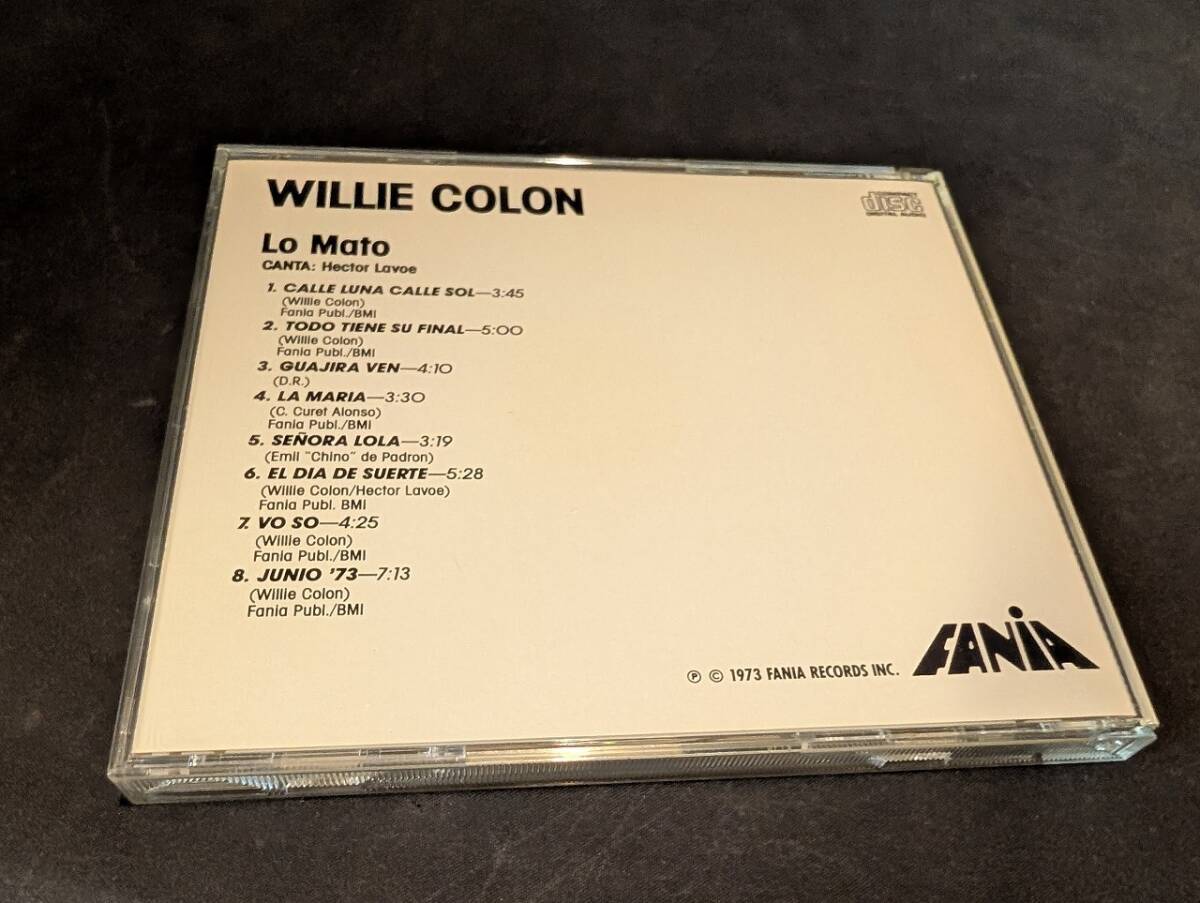 WILLIE COLON
COMPACT
disc
DIGITAL AUDIO
Lo Mato
CANTA: Hector Lavoe
1. CALLE LUNA CALLE SOL—3:45
(Willie Colon)
Fania Publ./BMI
2. TODO TIENE SU FINAL—5:00
(Willie Colon)
Fania Publ./BMI
3. GUAJIRA VEN—4:10
(D.R.)
4. LA MARIA—3:30
(C. Curet Alonso)
Fania Publ./BMI
5. SEÑORA LOLA—3:19
(Emil "Chino" de Padron)
6. EL DIA DE SUERTE—5:28
(Willie Colon/Hector Lavoe)
Fania Publ. BMI
7. VO SO—4:25
(Willie Colon)
Fania Publ./BMI
8. JUNIO '73—7:13
(Willie Colon)
Fania Publ./BMI
℗ © 1973 FANIA RECORDS INC.
FANIA